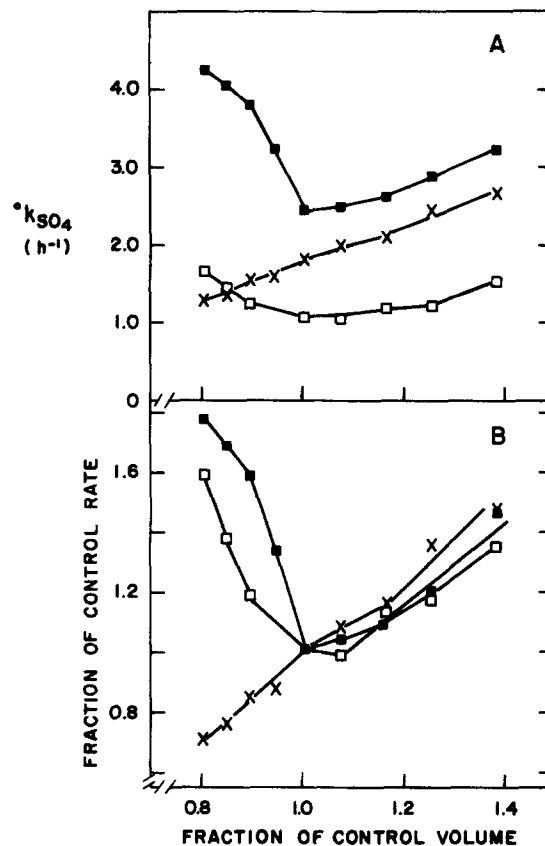 A
4.0
3.0
°kSO4
(h⁻¹)
2.0
1.0
0
B
1.6
FRACTION OF CONTROL RATE
1.2
0.8
0.8
1.0
1.2
1.4
FRACTION OF CONTROL VOLUME